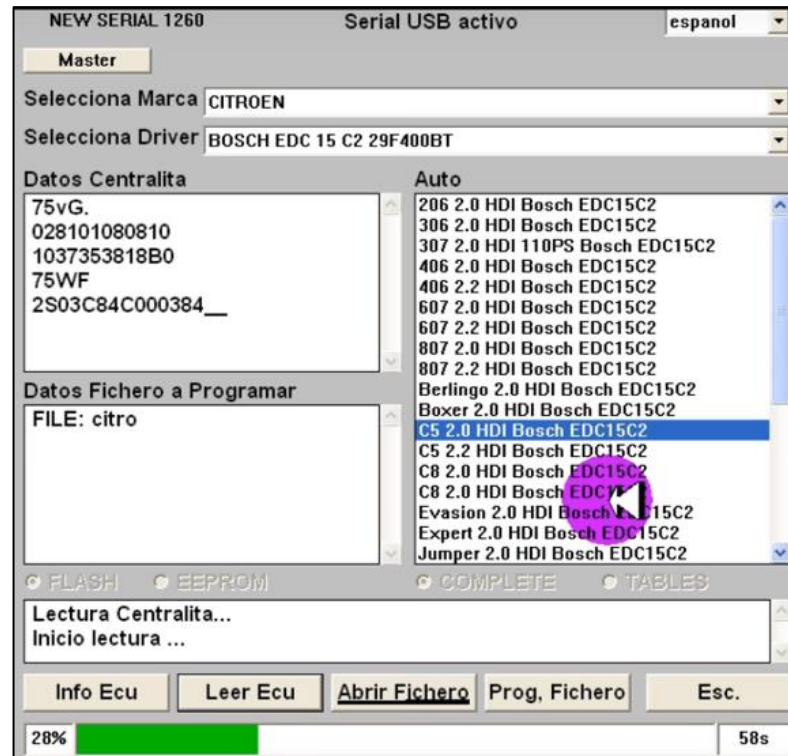 NEW SERIAL 1260 Serial USB activo espanol
Master
Selecciona Marca CITROEN
Selecciona Driver BOSCH EDC 15 C2 29F400BT
Datos Centralita
75vG.
028101080810
1037353818B0
75WF
2S03C84C000384__
Auto
206 2.0 HDI Bosch EDC15C2
306 2.0 HDI Bosch EDC15C2
307 2.0 HDI 110PS Bosch EDC15C2
406 2.0 HDI Bosch EDC15C2
406 2.2 HDI Bosch EDC15C2
607 2.0 HDI Bosch EDC15C2
607 2.2 HDI Bosch EDC15C2
807 2.0 HDI Bosch EDC15C2
807 2.2 HDI Bosch EDC15C2
Berlingo 2.0 HDI Bosch EDC15C2
Boxer 2.0 HDI Bosch EDC15C2
C5 2.0 HDI Bosch EDC15C2
C5 2.2 HDI Bosch EDC15C2
C8 2.0 HDI Bosch EDC15C2
C8 2.0 HDI Bosch
Evasion 2.0 HDI Bosch
Expert 2.0 HDI Bosch EDC15C2
Jumper 2.0 HDI Bosch EDC15C2
Datos Fichero a Programar
FILE: citro
FLASH EEPROM COMPLETE TABLES
Lectura Centralita...
Inicio lectura ...
Info Ecu Leer Ecu Abrir Fichero Prog, Fichero Esc.
28% 58s